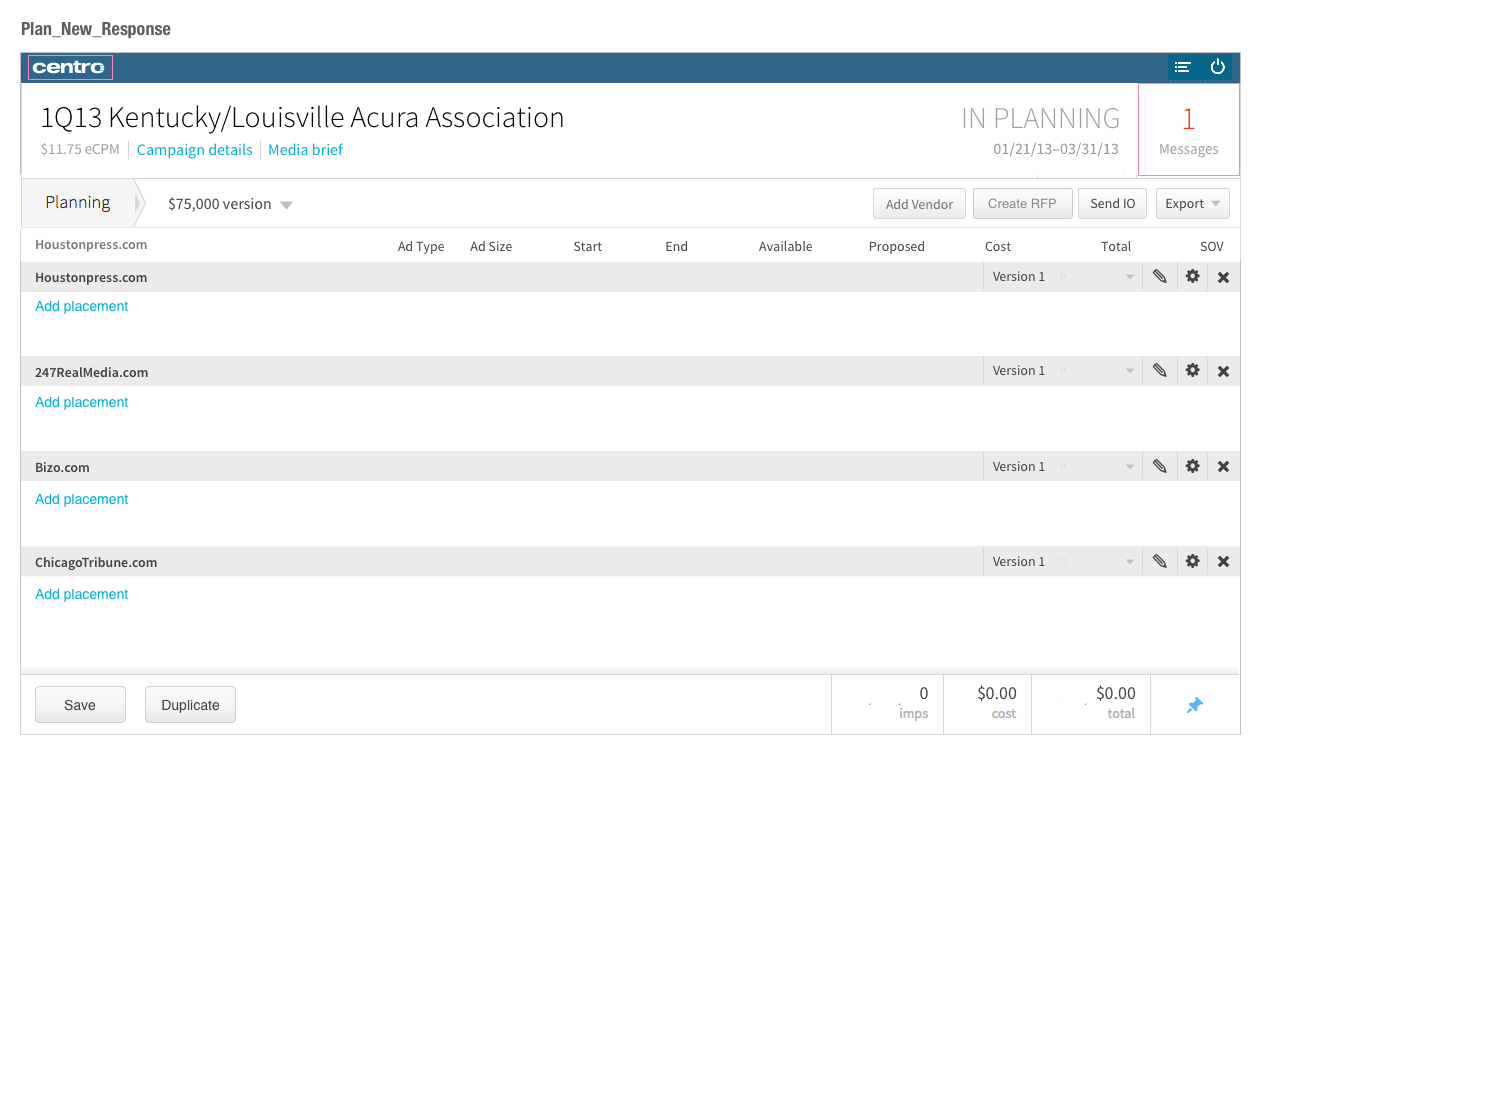 Plan_New_Response
centro
1Q13 Kentucky/Louisville Acura Association
IN PLANNING
1
$11.75 eCPM
Campaign details
Media brief
01/21/13–03/31/13
Messages
Planning
$75,000 version
Add Vendor
Create RFP
Send IO
Export
Houstonpress.com
Ad Type
Ad Size
Start
End
Available
Proposed
Cost
Total
SOV
Houstonpress.com
Version 1
Add placement
247RealMedia.com
Version 1
Add placement
Bizo.com
Version 1
Add placement
ChicagoTribune.com
Version 1
Add placement
Save
Duplicate
0
imps
$0.00
cost
$0.00
total